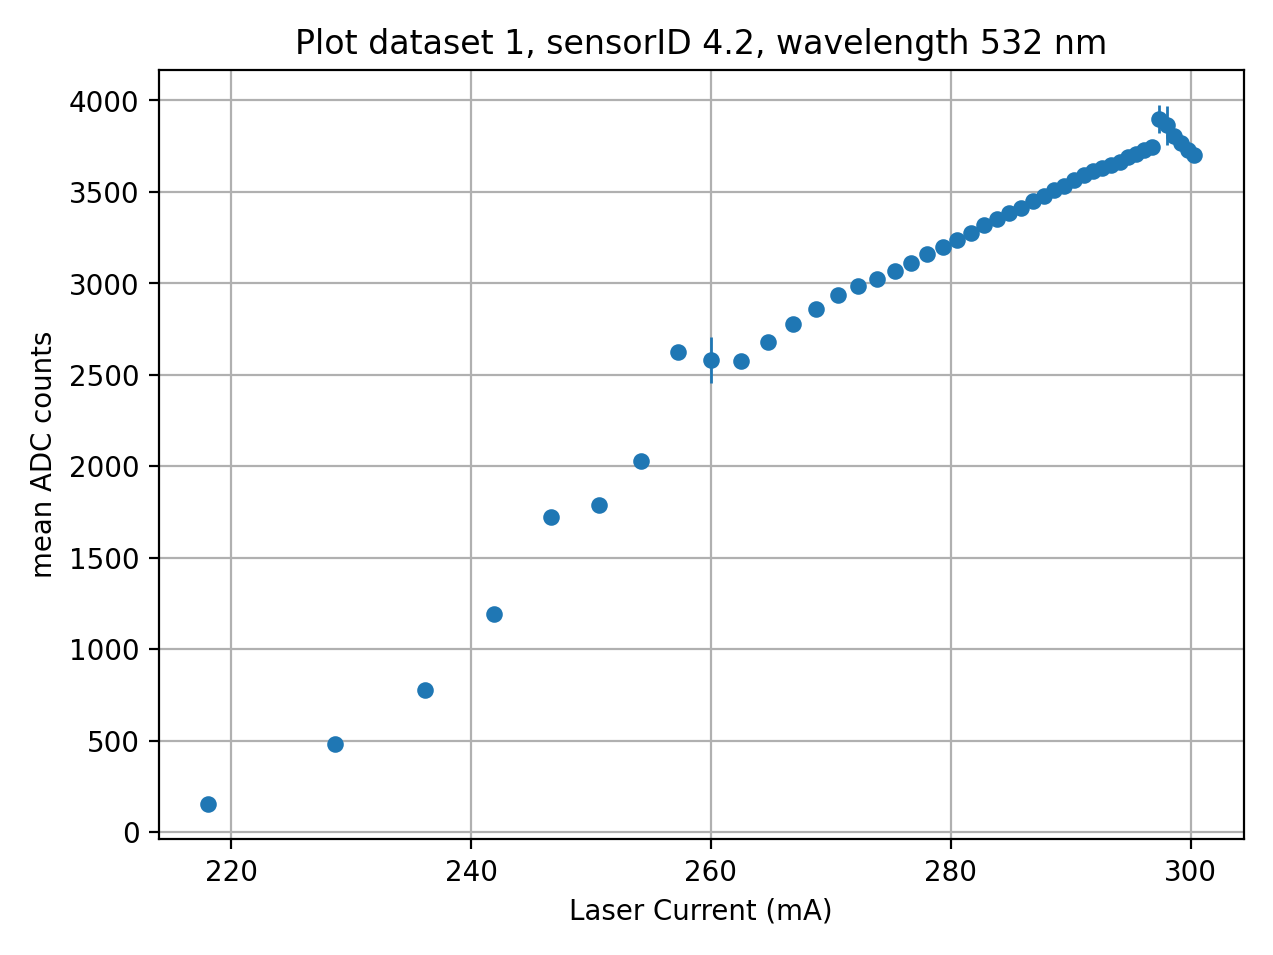 Plot dataset 1, sensorID 4.2, wavelength 532 nm
4000
3500
3000
2500
2000
1500
1000
500
0
mean ADC counts
220 240 260 280 300
Laser Current (mA)